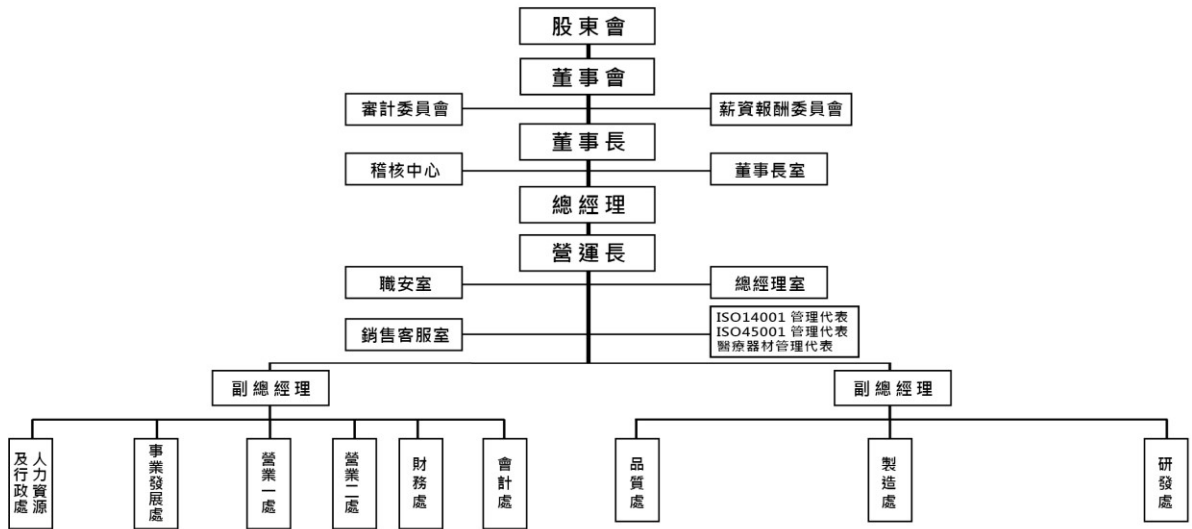 股東會
董事會
審計委員會
薪資報酬委員會
董事長
稽核中心
董事長室
總經理
營運長
職安室
總經理室
銷售客服室
ISO14001 管理代表
ISO45001 管理代表
醫療器材管理代表
副總經理
副總經理
人力資源
及行政處
事業發展處
營業一處
營業二處
財務處
會計處
品質處
製造處
研發處